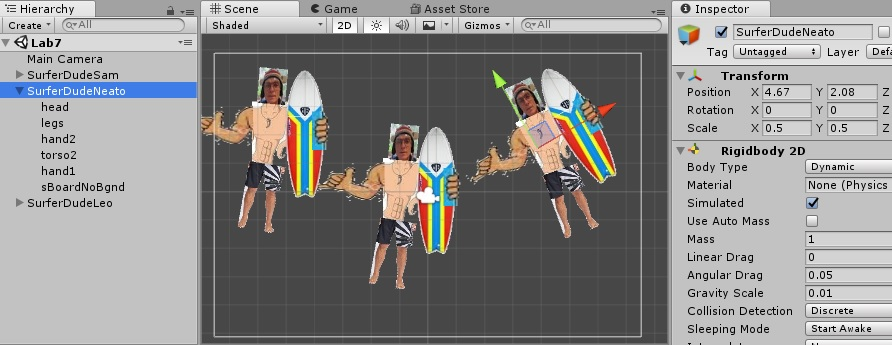 Hierarchy
Create
All
Lab7
Main Camera
SurferDudeSam
SurferDudeNeato
head
legs
hand2
torso2
hand1
sBoardNoBgnd
SurferDudeLeo
Scene
Game
Asset Store
Shaded
2D
Gizmos
All
Inspector
SurferDudeNeato
Tag Untagged Layer Defa
Transform
Position X 4.67 Y 2.08 Z
Rotation X 0 Y 0 Z
Scale X 0.5 Y 0.5 Z
Rigidbody 2D
Body Type Dynamic
Material None (Physics
Simulated
Use Auto Mass
Mass 1
Linear Drag 0
Angular Drag 0.05
Gravity Scale 0.01
Collision Detection Discrete
Sleeping Mode Start Awake